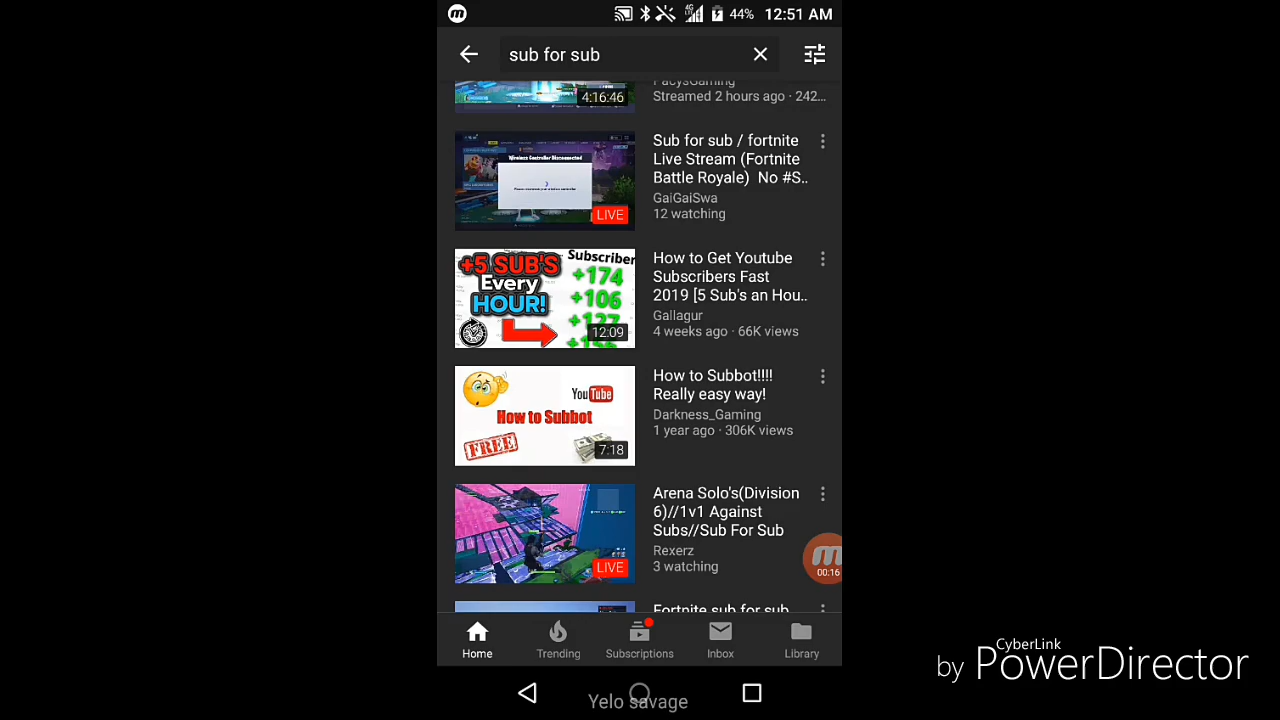 4G 44% 12:51 AM
sub for sub
PacysGaming
4:16:46
Streamed 2 hours ago · 242...
Wireless Controller Disconnected
LIVE
Sub for sub / fortnite
Live Stream (Fortnite
Battle Royale) No #S..
GaiGaiSwa
12 watching
+5 SUB'S
Every
HOUR!
Subscriber
+174
+106
+127
12:09
How to Get Youtube
Subscribers Fast
2019 [5 Sub's an Hou..
Gallagur
4 weeks ago · 66K views
YouTube
How to Subbot
FREE
7:18
How to Subbot!!!!
Really easy way!
Darkness_Gaming
1 year ago · 306K views
LIVE
Arena Solo's(Division
6)//1v1 Against
Subs//Sub For Sub
Rexerz
3 watching
00:16
Fortnite sub for sub
Home
Trending
Subscriptions
Inbox
Library
Yelo savage
CyberLink
by PowerDirector